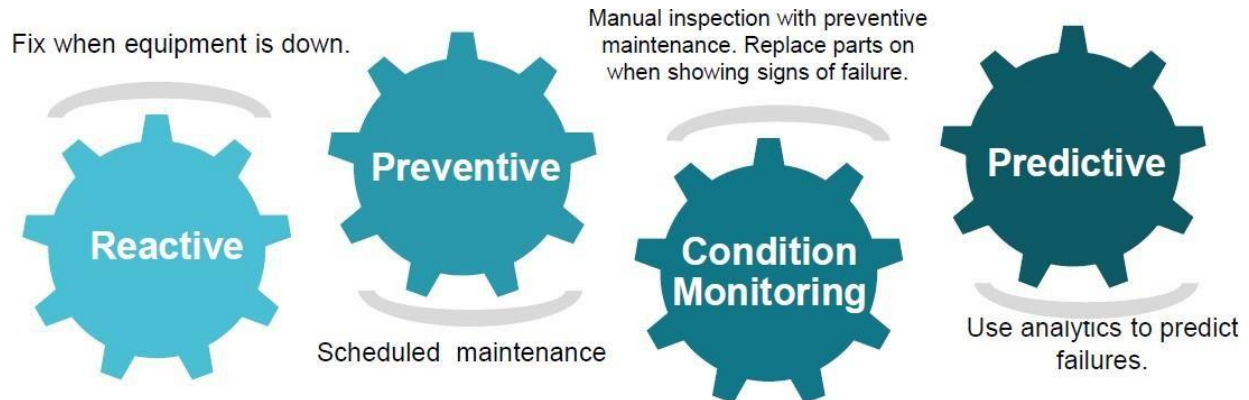 Fix when equipment is down.
Reactive
Preventive
Scheduled maintenance
Manual inspection with preventive
maintenance. Replace parts on
when showing signs of failure.
Condition
Monitoring
Predictive
Use analytics to predict
failures.